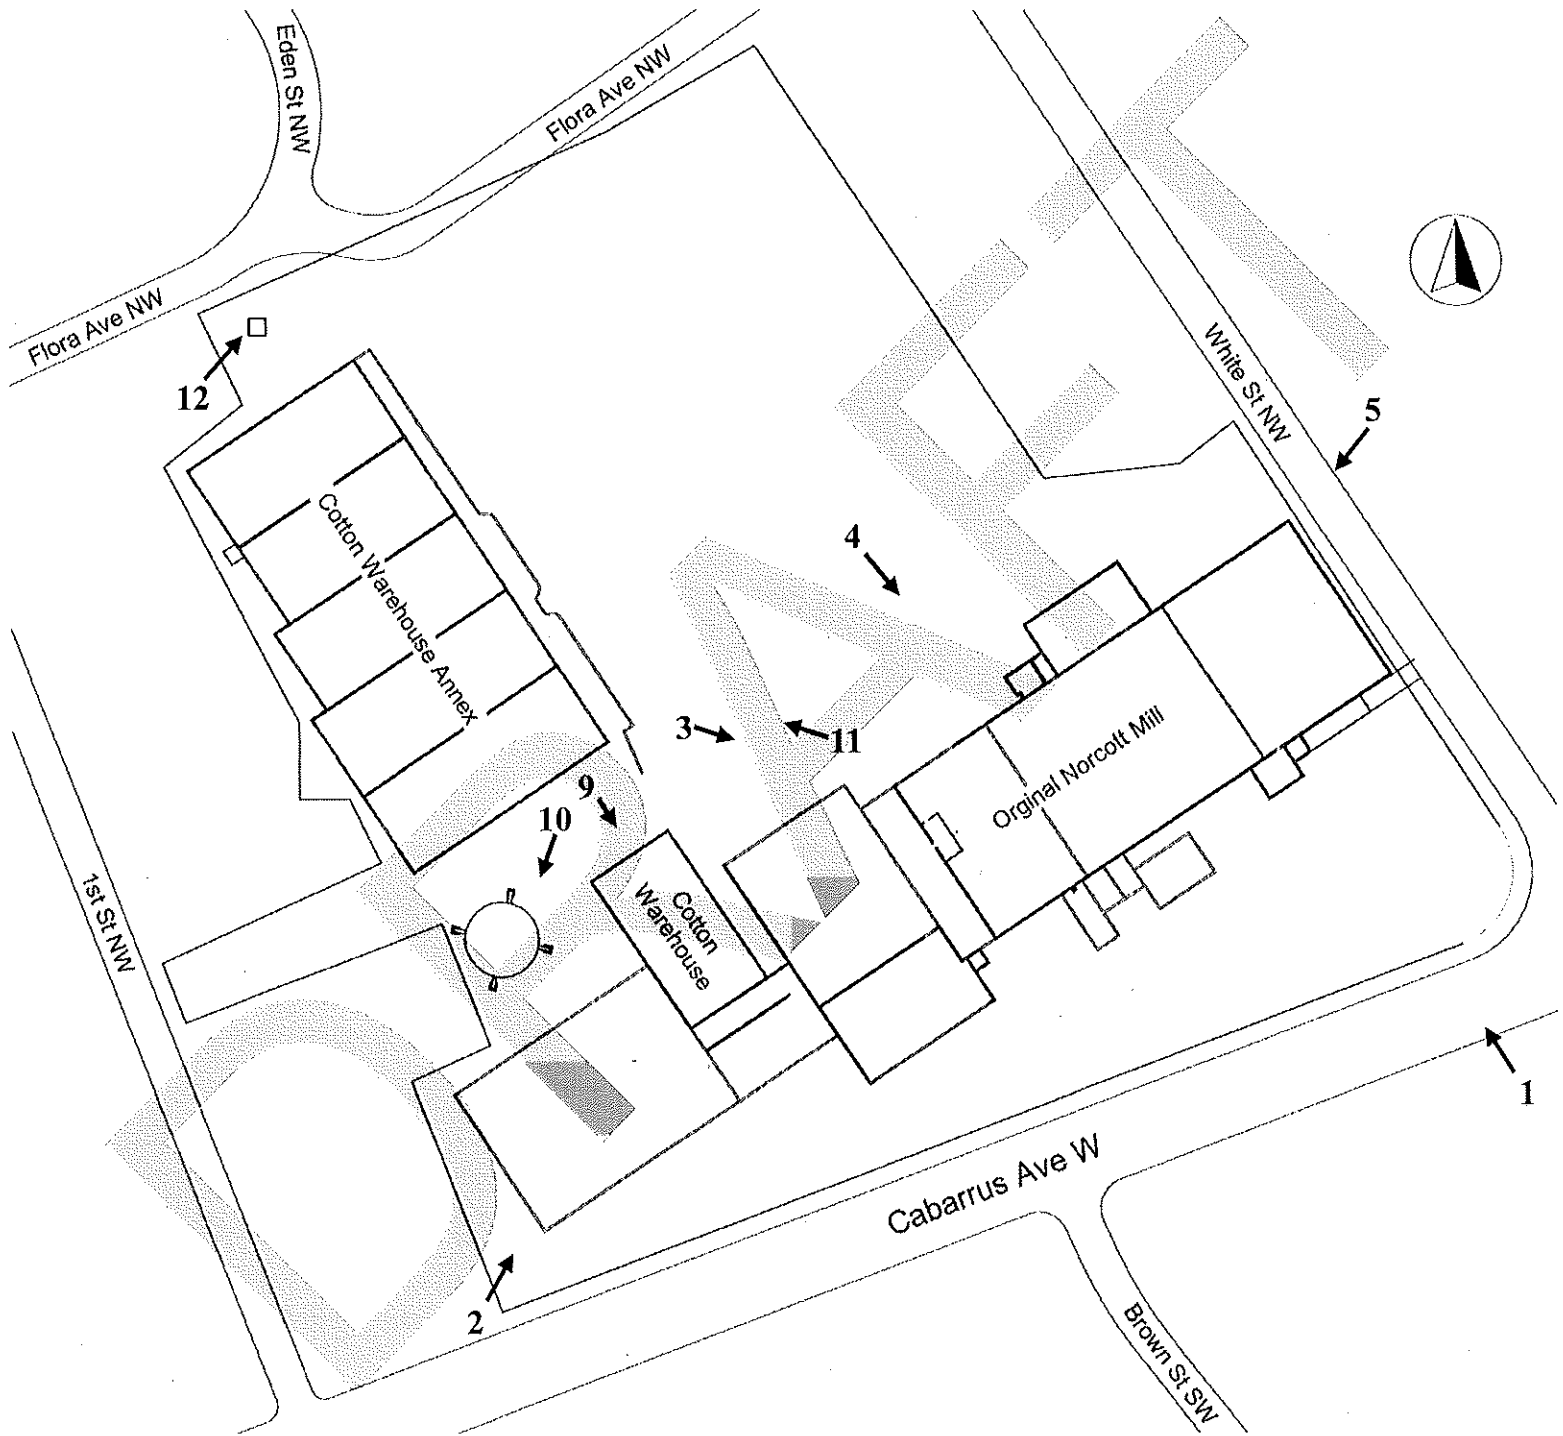 Eden St NW
Flora Ave NW
Flora Ave NW
12
White St NW
5
Cotton Warehouse Annex
4
3
11
Orginal Norcott Mill
9
10
1st St NW
Cotton
Warehouse
1
Cabarrus Ave W
2
Brown St SW
DRAFT